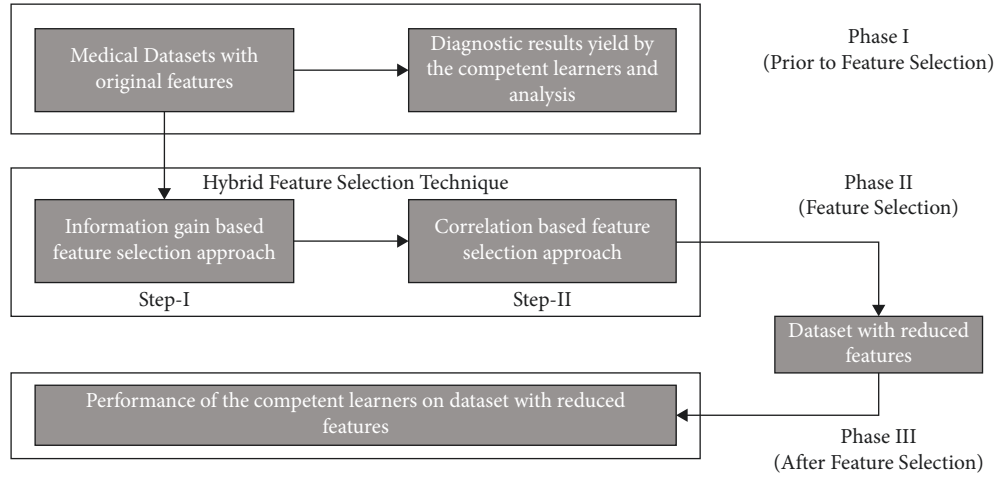 Medical Datasets with
original features
Diagnostic results yield by
the competent learners and
analysis
Phase I
(Prior to Feature Selection)
Hybrid Feature Selection Technique
Information gain based
feature selection approach
Step-I
Correlation based feature
selection approach
Step-II
Phase II
(Feature Selection)
Dataset with reduced
features
Performance of the competent learners on dataset with reduced
features
Phase III
(After Feature Selection)